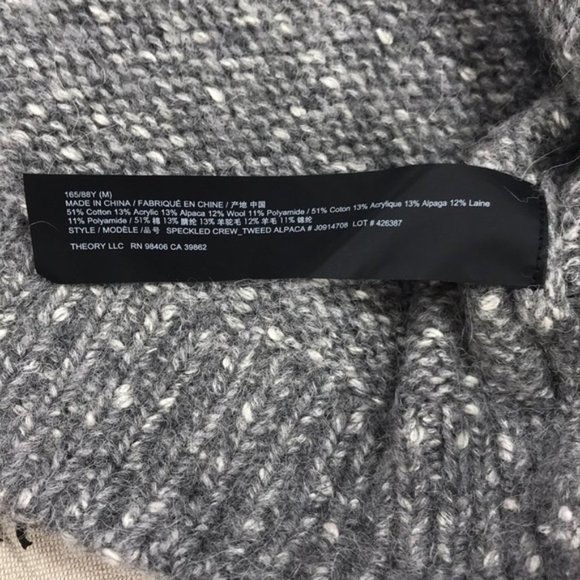 165/88Y (M)
MADE IN CHINA / FABRIQUÉ EN CHINE / 产地 中国
51% Cotton 13% Acrylic 13% Alpaca 12% Wool 11% Polyamide / 51% Coton 13% Acrylique 13% Alpaga 12% Laine
11% Polyamide / 51% 棉 13% 腈纶 13% 羊驼毛 12% 羊毛 11% 锦纶
STYLE / MODÈLE /品号 SPECKLED CREW_TWEED ALPACA # J0914708 LOT # 426387
THEORY LLC RN 98406 CA 39862